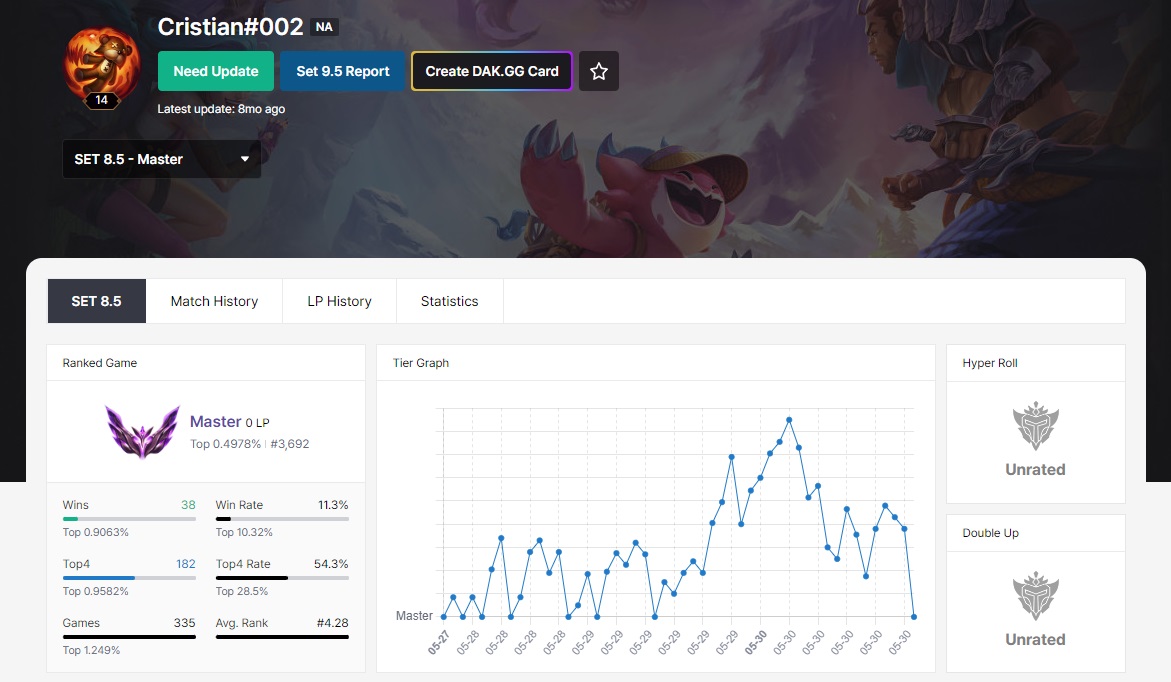 Cristian#002 NA
Need Update Set 9.5 Report Create DAK.GG Card
14
Latest update: 8mo ago
SET 8.5 - Master
SET 8.5 Match History LP History Statistics
Ranked Game
Master 0 LP
Top 0.4978% | #3,692
Wins 38 Win Rate 11.3%
Top 0.9063% Top 10.32%
Top4 182 Top4 Rate 54.3%
Top 0.9582% Top 28.5%
Games 335 Avg. Rank #4.28
Top 1.249%
Tier Graph
Master
05-27 05-28 05-28 05-28 05-28 05-29 05-29 05-29 05-29 05-29 05-29 05-30 05-30 05-30 05-30 05-30 05-30
Hyper Roll
Unrated
Double Up
Unrated